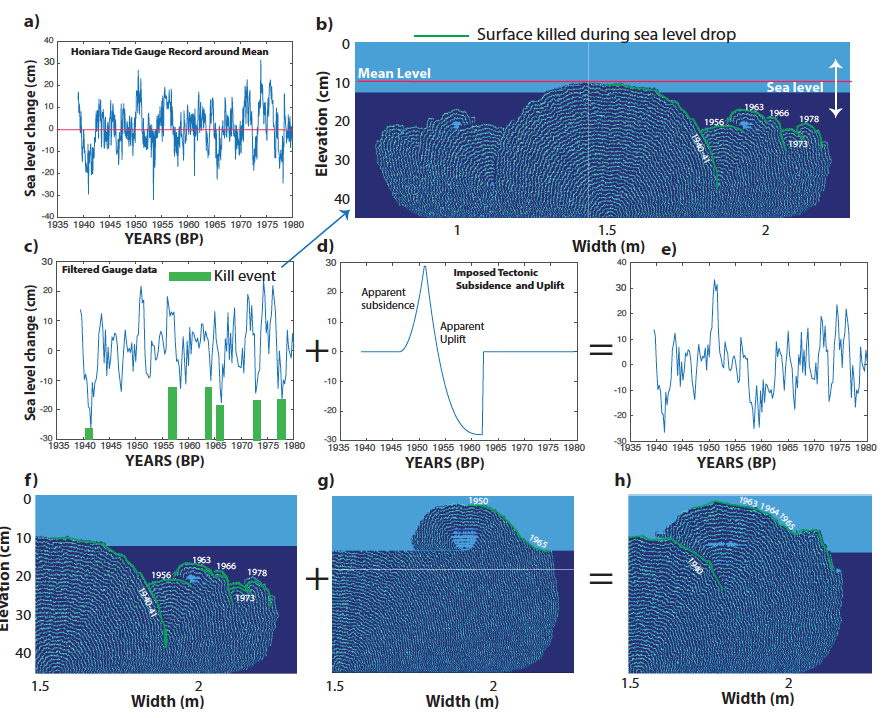 a)
Honiara Tide Gauge Record around Mean
Sea level change (cm)
40
30
20
10
0
-10
-20
-30
-40
1935 1940 1945 1950 1955 1960 1965 1970 1975 1980
YEARS (BP)
b)
Surface killed during sea level drop
Mean Level
Sea level
Elevation (cm)
0
10
20
30
40
1940-41
1956
1963
1966
1973
1978
1 1.5 2
Width (m)
c)
Filtered Gauge data
Kill event
Sea level change (cm)
30
20
10
0
-10
-20
-30
1935 1940 1945 1950 1955 1960 1965 1970 1975 1980
YEARS (BP)
+
d)
Imposed Tectonic
Subsidence and Uplift
Apparent
subsidence
Apparent
Uplift
30
20
10
0
-10
-20
-30
1935 1940 1945 1950 1955 1960 1965 1970 1975 1980
=
e)
40
30
20
10
0
-10
-20
-30
1935 1940 1945 1950 1955 1960 1965 1970 1975 1980
YEARS (BP)
f)
Elevation (cm)
0
10
20
30
40
1940-41
1956
1963
1966
1973
1978
1.5 2
Width (m)
+
g)
1950
1965
1.5 2
Width (m)
=
h)
1940
1963 1964 1965
1.5 2
Width (m)